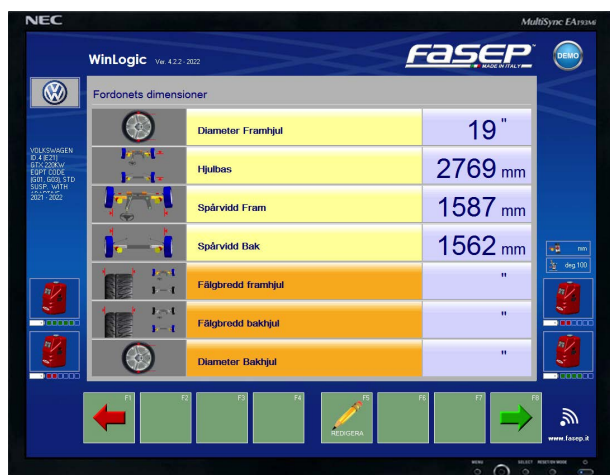 NEC
MultiSync EA193Mi
WinLogic Ver. 4.2.2 - 2022
FASEP
MADE IN ITALY
DEMO
Fordonets dimensioner
VOLKSWAGEN
ID.4 (E21)
GTX 220KW
EQPT CODE
(G01, G03), STD
SUSP. WITH
2021 - 2022
Diameter Framhjul
19 "
Hjulbas
2769 mm
Spårvidd Fram
1587 mm
Spårvidd Bak
1562 mm
Fälgbredd framhjul
"
Fälgbredd bakhjul
"
Diameter Bakhjul
"
mm
deg.100
F1
F2
F3
F4
F5
F6
F7
F8
REDIGERA
www.fasep.it
MENU
SELECT